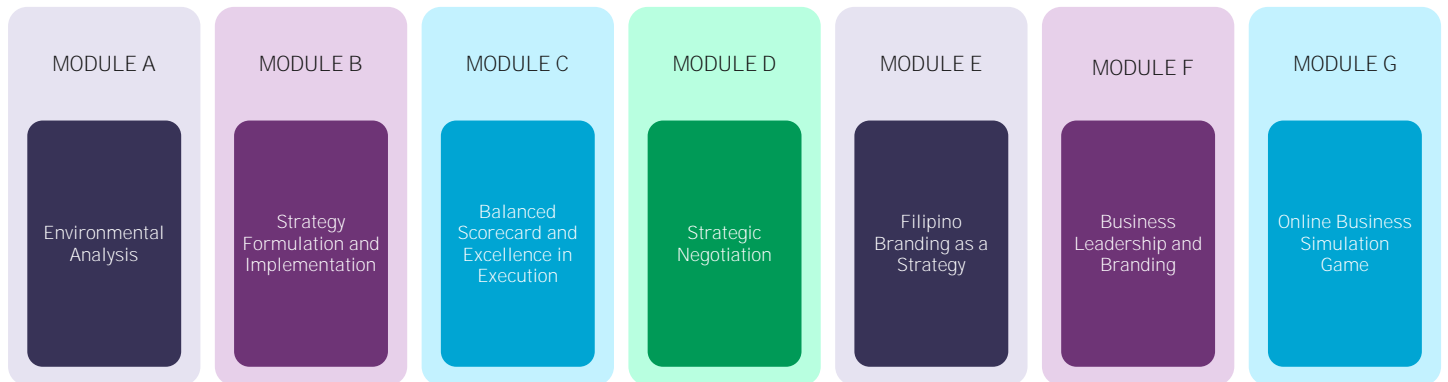 MODULE A
Environmental
Analysis
MODULE B
Strategy
Formulation and
Implementation
MODULE C
Balanced
Scorecard and
Excellence in
Execution
MODULE D
Strategic
Negotiation
MODULE E
Filipino
Branding as a
Strategy
MODULE F
Business
Leadership and
Branding
MODULE G
Online Business
Simulation
Game